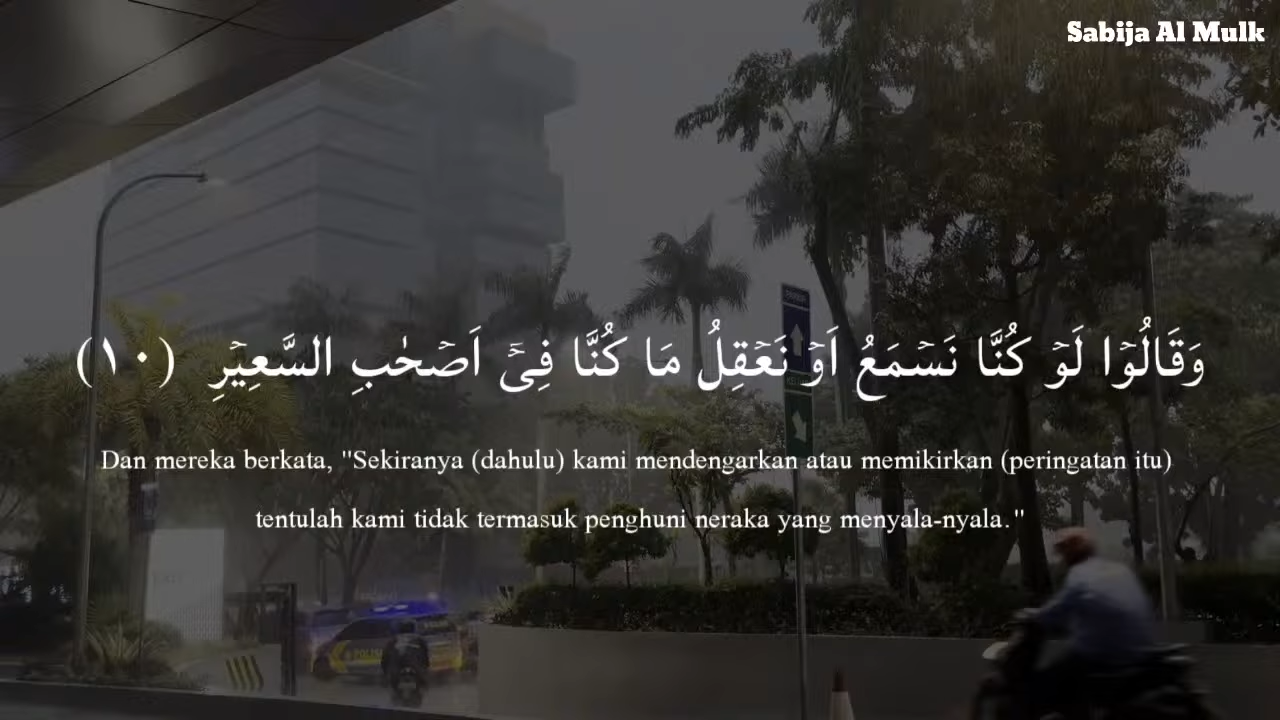 Sabija Al Mulk
وَقَالُوْا لَوْ كُنَّا نَسْمَعُ اَوْ نَعْقِلُ مَا كُنَّا فِىْٓ اَصْحٰبِ السَّعِيْرِ (١٠)
Dan mereka berkata, "Sekiranya (dahulu) kami mendengarkan atau memikirkan (peringatan itu)
tentulah kami tidak termasuk penghuni neraka yang menyala-nyala."
POLISI